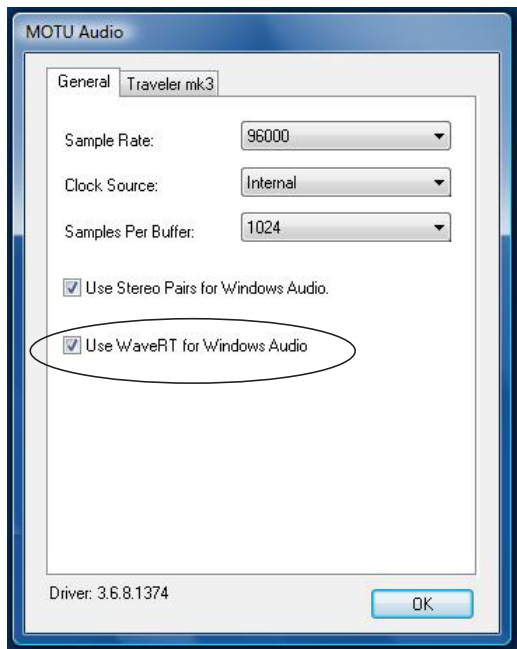 MOTU Audio
General
Traveler mk3
Sample Rate:
96000
Clock Source:
Internal
Samples Per Buffer:
1024
Use Stereo Pairs for Windows Audio.
Use WaveRT for Windows Audio
Driver: 3.6.8.1374
OK